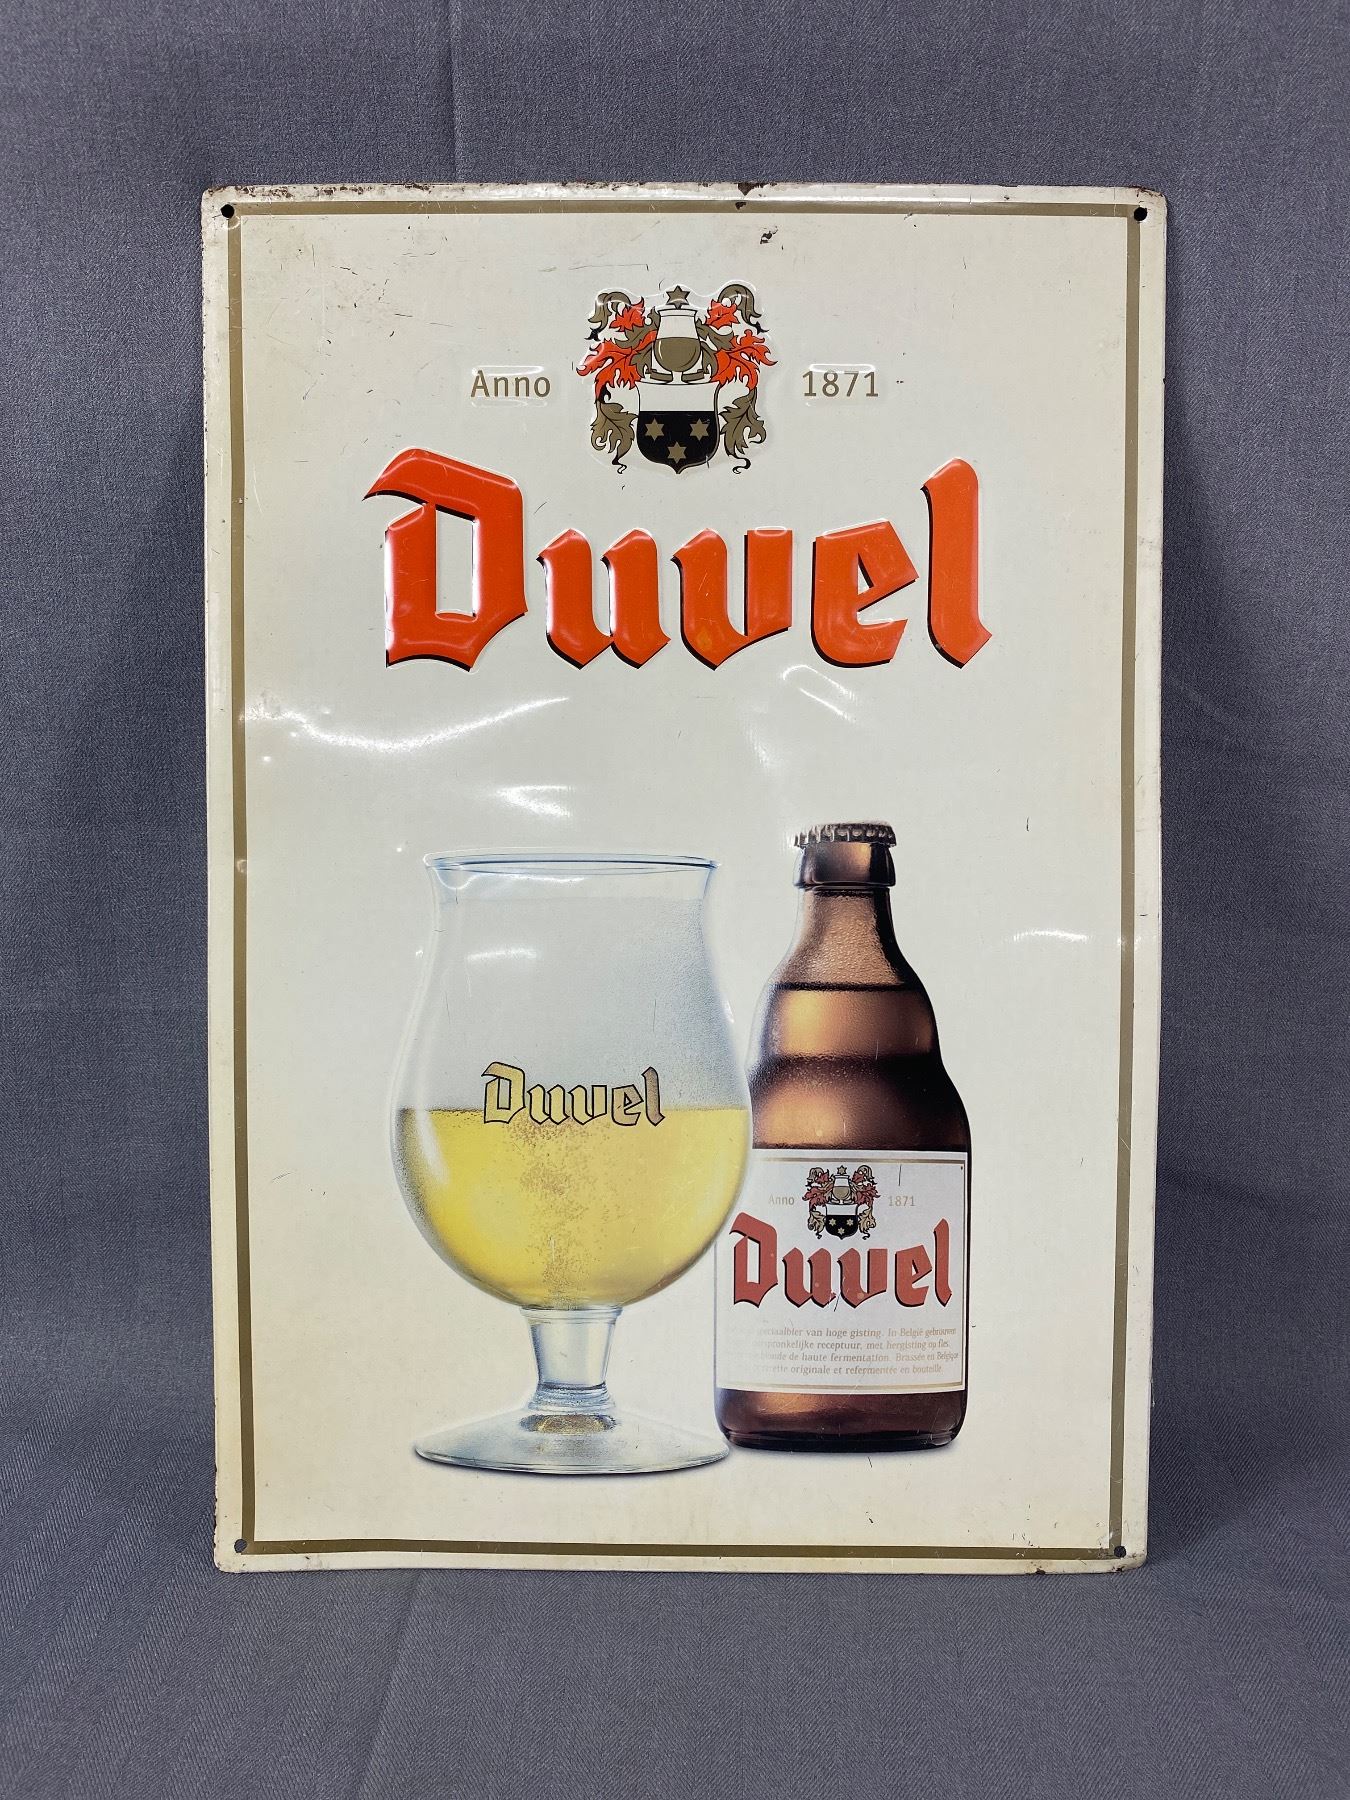 Anno 1871
Duvel
Duvel
Anno 1871
Duvel
speciaalbier van hoge gisting. In België gebrouwen
oorspronkelijke receptuur, met hergisting op fles.
blonde de haute fermentation. Brassée en Belgique
recette originale et refermentée en bouteille.